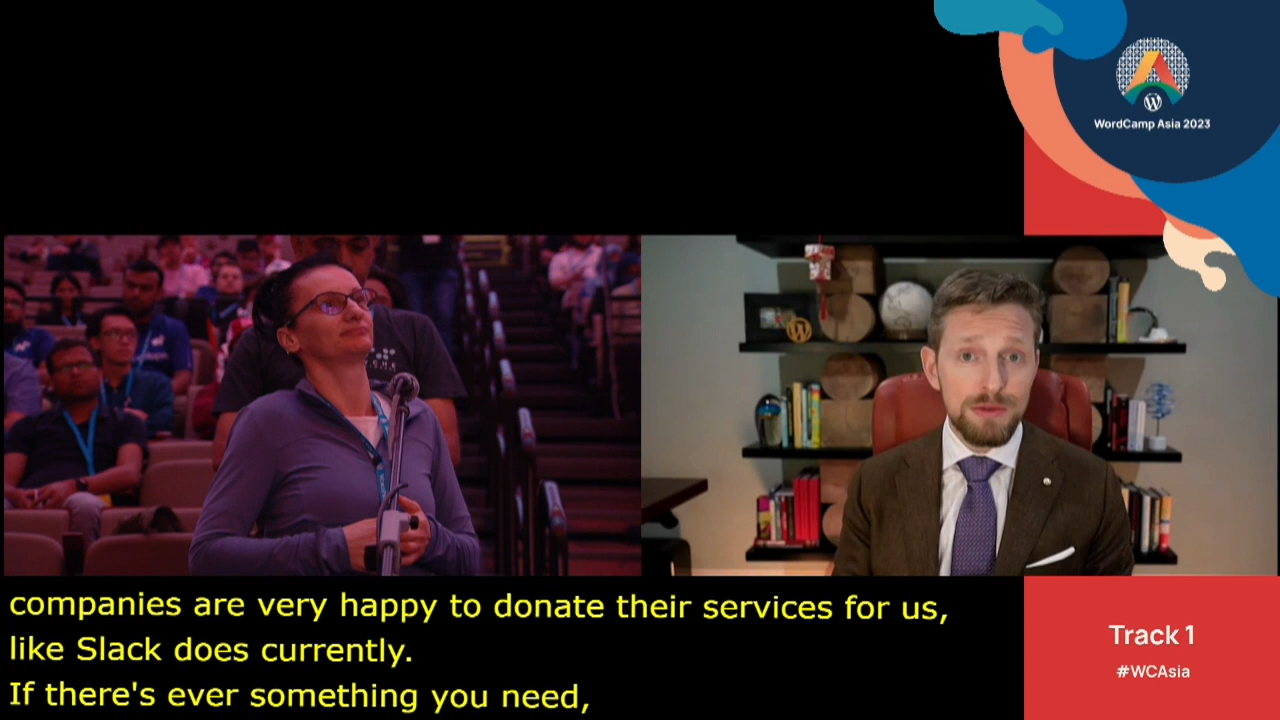 WordCamp Asia 2023
companies are very happy to donate their services for us,
like Slack does currently.
If there's ever something you need,
Track 1
#WCAsia